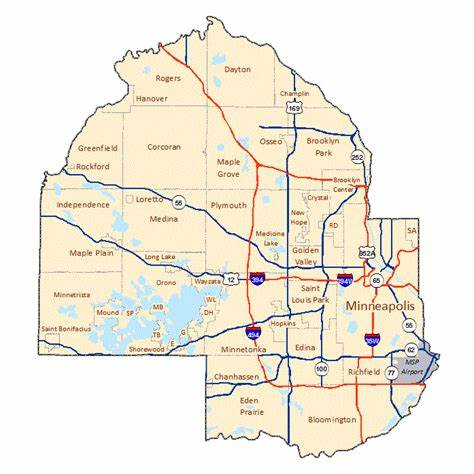 Rogers
Dayton
Hanover
Champlin
169
Greenfield
Corcoran
Osseo
Brooklyn
Park
252
Rockford
Maple
Grove
Brooklyn
Center
Loretto
55
Independence
Medina
Plymouth
Crystal
New
Hope
RD
SA
Medicine
Lake
Golden
Valley
Maple Plain
Long Lake
Orono
12
Wayzata
394
Saint
Louis Park
65
Minnetrista
Mound
SP
MB
WL
DH
Minneapolis
Saint Bonifacius
TB
E
G
Shorewood
Hopkins
55
494
Minnetonka
Edina
35W
62
MSP
Airport
Chanhassen
100
Richfield
77
Eden
Prairie
Bloomington